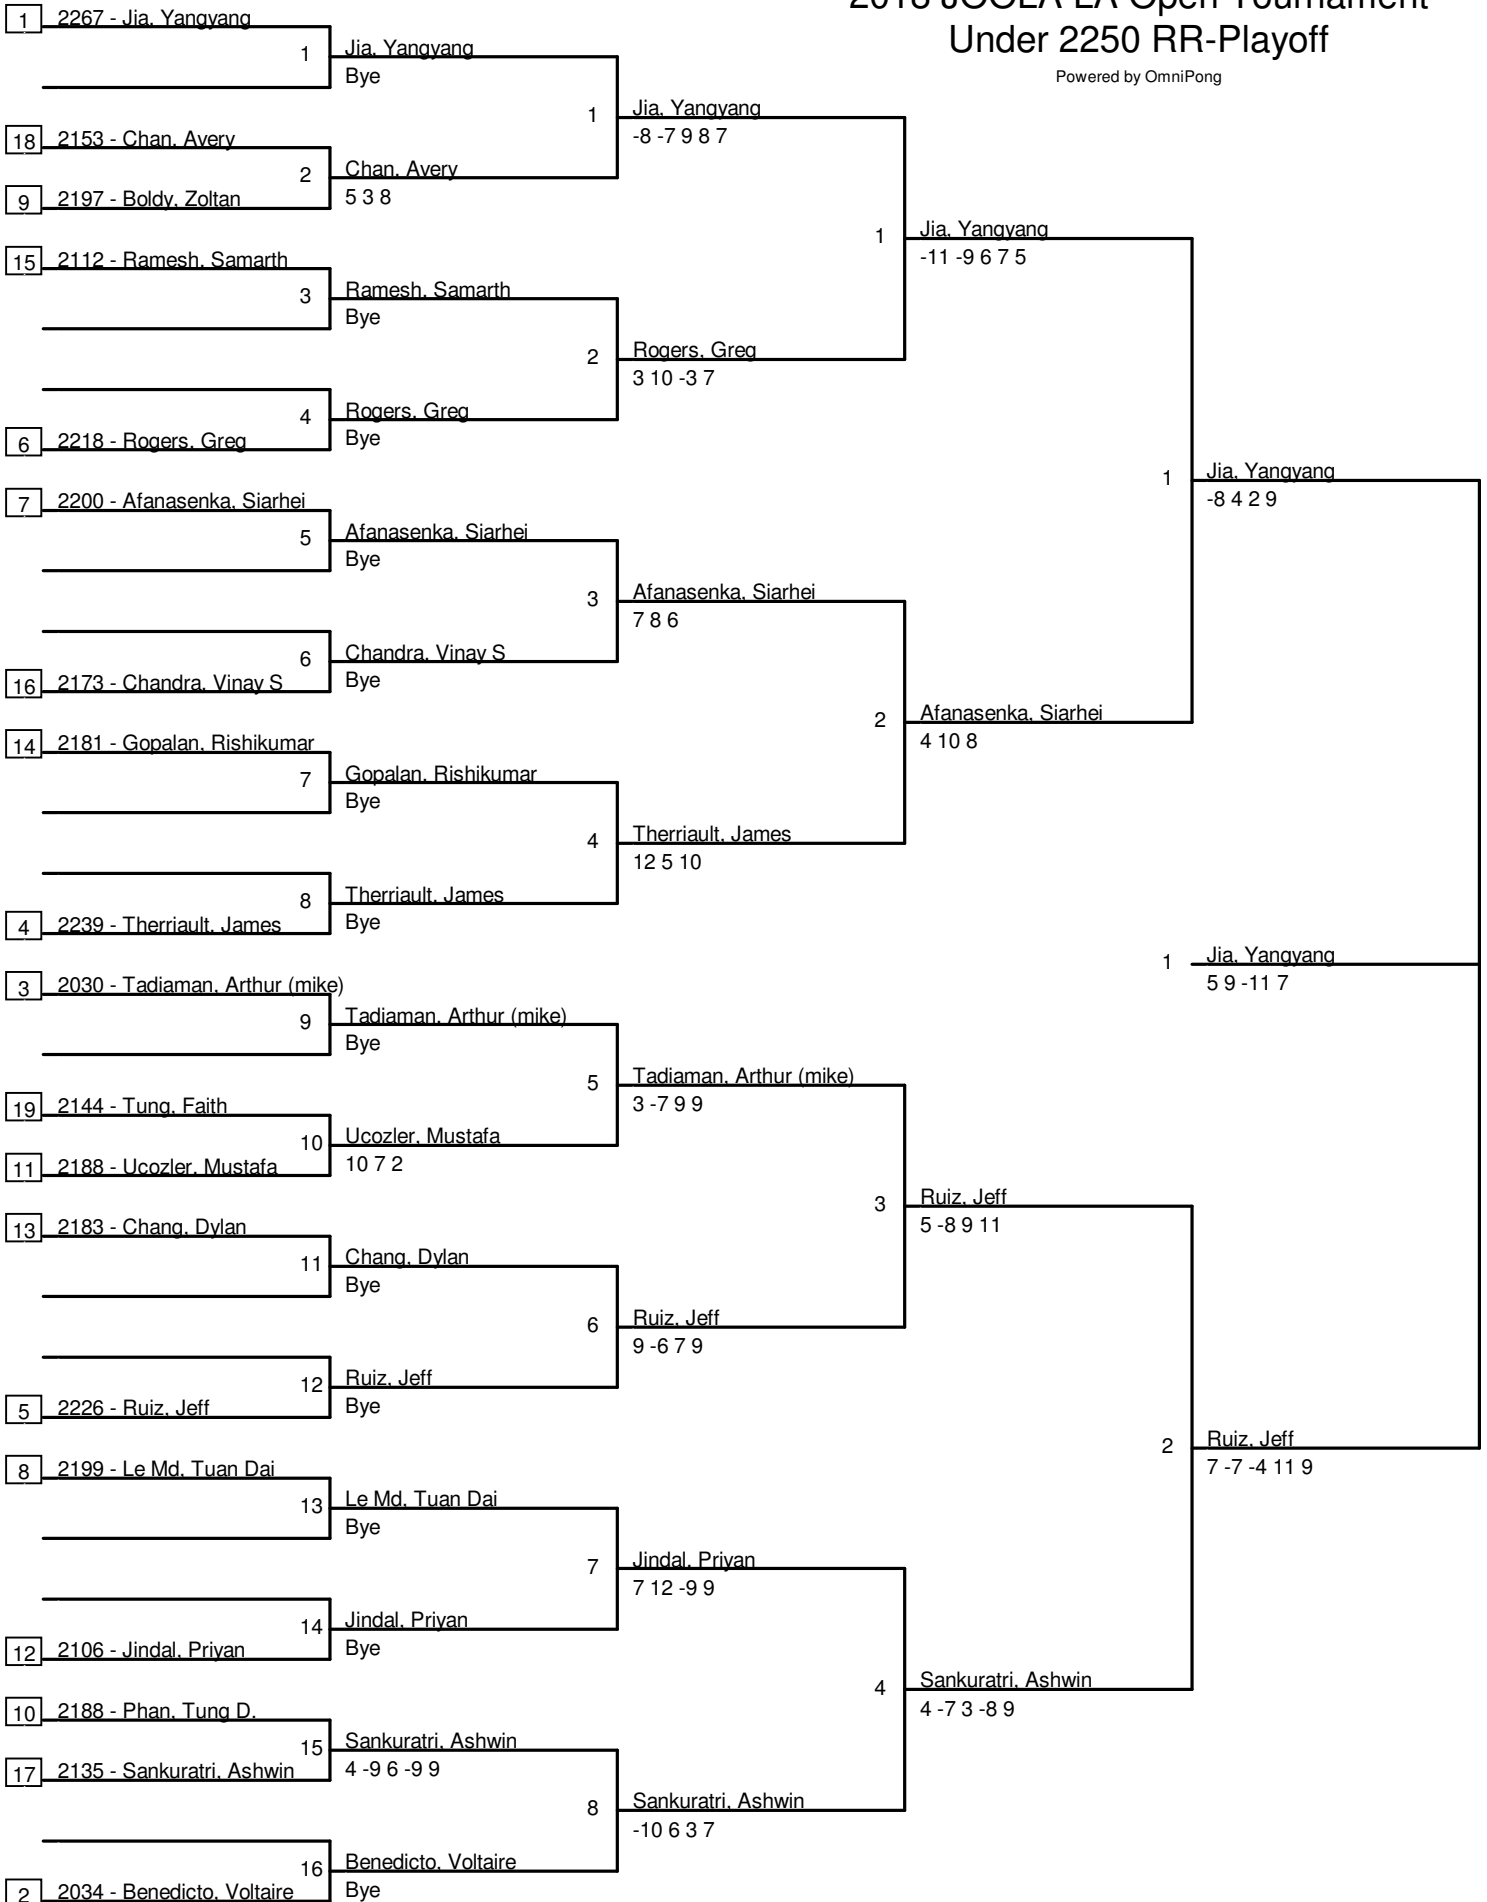 2018 JOOLA LA Open Tournament
Under 2250 RR-Playoff
Powered by OmniPong
1 2267 - Jia, Yangyang
1 Jia, Yangyang
Bye
1 Jia, Yangyang
-8 -7 9 8 7
18 2153 - Chan, Avery
2 Chan, Avery
5 3 8
9 2197 - Boldy, Zoltan
1 Jia, Yangyang
-11 -9 6 7 5
15 2112 - Ramesh, Samarth
3 Ramesh, Samarth
Bye
2 Rogers, Greg
3 10 -3 7
4 Rogers, Greg
Bye
6 2218 - Rogers, Greg
1 Jia, Yangyang
-8 4 2 9
7 2200 - Afanasenka, Siarhei
5 Afanasenka, Siarhei
Bye
3 Afanasenka, Siarhei
7 8 6
6 Chandra, Vinay S
Bye
16 2173 - Chandra, Vinay S
2 Afanasenka, Siarhei
4 10 8
14 2181 - Gopalan, Rishikumar
7 Gopalan, Rishikumar
Bye
4 Therriault, James
12 5 10
8 Therriault, James
Bye
4 2239 - Therriault, James
1 Jia, Yangyang
5 9 -11 7
3 2030 - Tadiaman, Arthur (mike)
9 Tadiaman, Arthur (mike)
Bye
5 Tadiaman, Arthur (mike)
3 -7 9 9
19 2144 - Tung, Faith
10 Ucozler, Mustafa
10 7 2
11 2188 - Ucozler, Mustafa
3 Ruiz, Jeff
5 -8 9 11
13 2183 - Chang, Dylan
11 Chang, Dylan
Bye
6 Ruiz, Jeff
9 -6 7 9
12 Ruiz, Jeff
Bye
5 2226 - Ruiz, Jeff
2 Ruiz, Jeff
7 -7 -4 11 9
8 2199 - Le Md, Tuan Dai
13 Le Md, Tuan Dai
Bye
7 Jindal, Priyan
7 12 -9 9
14 Jindal, Priyan
Bye
12 2106 - Jindal, Priyan
4 Sankuratri, Ashwin
4 -7 3 -8 9
10 2188 - Phan, Tung D.
15 Sankuratri, Ashwin
4 -9 6 -9 9
17 2135 - Sankuratri, Ashwin
8 Sankuratri, Ashwin
-10 6 3 7
16 Benedicto, Voltaire
Bye
2 2034 - Benedicto, Voltaire